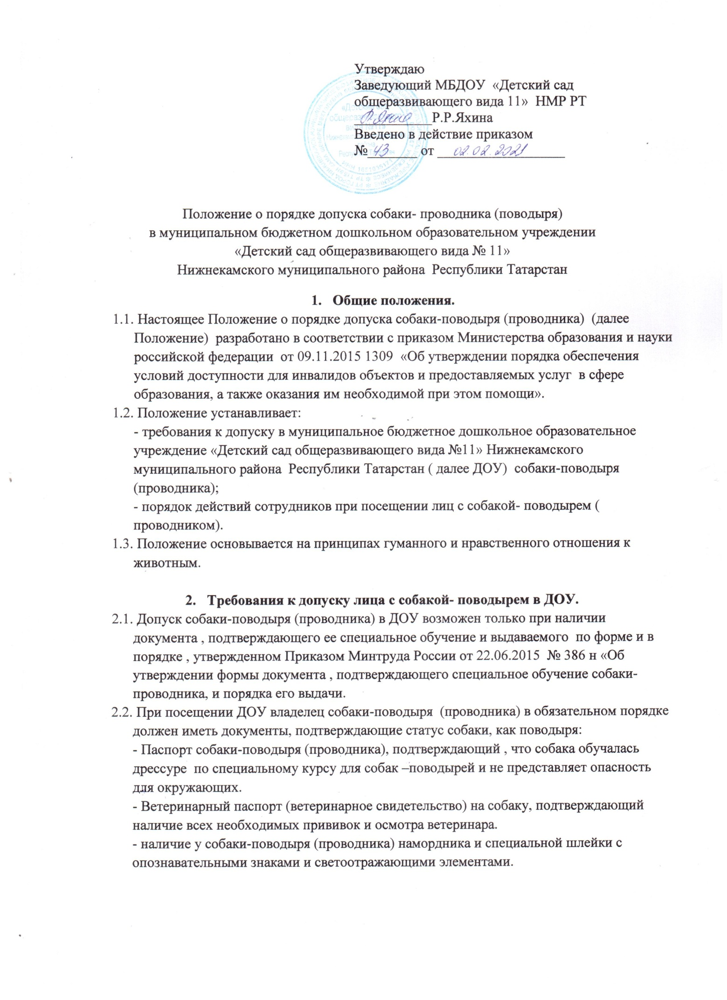 Утверждаю
Заведующий МБДОУ  «Детский сад
общеразвивающего вида 11»  НМР РТ
Р.Р.Яхина
Введено в действие приказом
№ 43 от 02.02.2021
«Детский сад
общеразвивающего
вида №11»
Республики Татарстан
ИНН 1651035171
Положение о порядке допуска собаки- проводника (поводыря)
в муниципальном бюджетном дошкольном образовательном учреждении
«Детский сад общеразвивающего вида № 11»
Нижнекамского муниципального района  Республики Татарстан
1.   Общие положения.
1.1. Настоящее Положение о порядке допуска собаки-поводыря (проводника)  (далее
Положение)  разработано в соответствии с приказом Министерства образования и науки
российской федерации  от 09.11.2015 1309  «Об утверждении порядка обеспечения
условий доступности для инвалидов объектов и предоставляемых услуг  в сфере
образования, а также оказания им необходимой при этом помощи».
1.2. Положение устанавливает:
- требования к допуску в муниципальное бюджетное дошкольное образовательное
учреждение «Детский сад общеразвивающего вида №11» Нижнекамского
муниципального района  Республики Татарстан ( далее ДОУ)  собаки-поводыря
(проводника);
- порядок действий сотрудников при посещении лиц с собакой- поводырем (
проводником).
1.3. Положение основывается на принципах гуманного и нравственного отношения к
животным.
2.   Требования к допуску лица с собакой- поводырем в ДОУ.
2.1. Допуск собаки-поводыря (проводника) в ДОУ возможен только при наличии
документа , подтверждающего ее специальное обучение и выдаваемого  по форме и в
порядке , утвержденном Приказом Минтруда России от 22.06.2015  № 386 н «Об
утверждении формы документа , подтверждающего специальное обучение собаки-
проводника, и порядка его выдачи.
2.2. При посещении ДОУ владелец собаки-поводыря  (проводника) в обязательном порядке
должен иметь документы, подтверждающие статус собаки, как поводыря:
- Паспорт собаки-поводыря (проводника), подтверждающий , что собака обучалась
дрессуре  по специальному курсу для собак –поводырей и не представляет опасность
для окружающих.
- Ветеринарный паспорт (ветеринарное свидетельство) на собаку, подтверждающий
наличие всех необходимых прививок и осмотра ветеринара.
- наличие у собаки-поводыря (проводника) намордника и специальной шлейки с
опознавательными знаками и светоотражающими элементами.